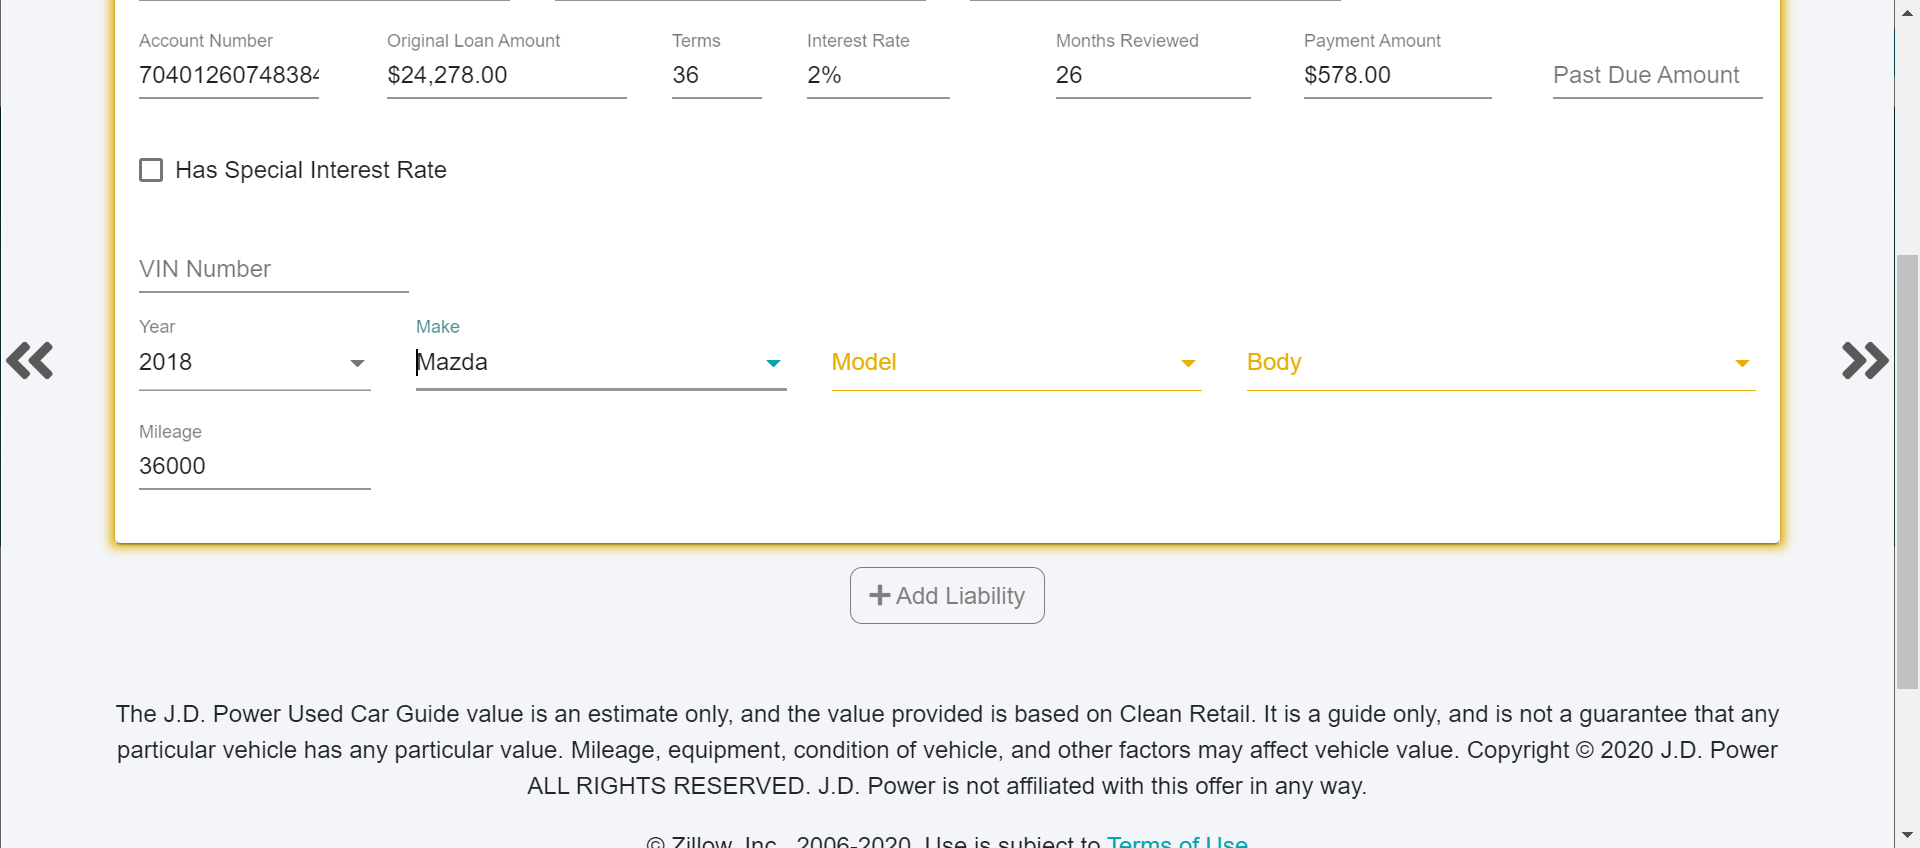 Account Number Original Loan Amount Terms Interest Rate Months Reviewed Payment Amount
70401260748384 $24,278.00 36 2% 26 $578.00 Past Due Amount
Has Special Interest Rate
VIN Number
Year Make
2018 Mazda Model Body
Mileage
36000
Add Liability
The J.D. Power Used Car Guide value is an estimate only, and the value provided is based on Clean Retail. It is a guide only, and is not a guarantee that any
particular vehicle has any particular value. Mileage, equipment, condition of vehicle, and other factors may affect vehicle value. Copyright © 2020 J.D. Power
ALL RIGHTS RESERVED. J.D. Power is not affiliated with this offer in any way.
© Zillow, Inc., 2006-2020. Use is subject to Terms of Use